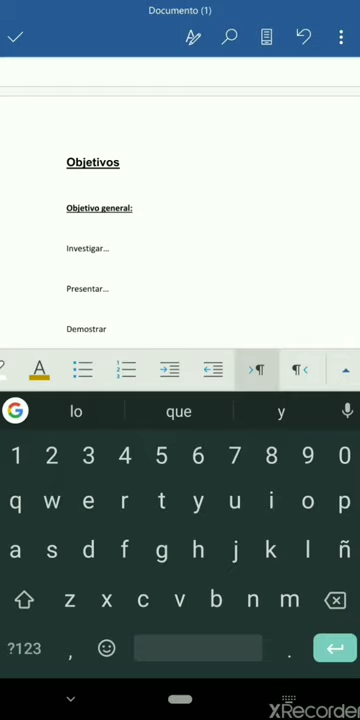 Documento (1)
Objetivos
Objetivo general:
Investigar...
Presentar...
Demostrar
A
G lo que y
1 2 3 4 5 6 7 8 9 0
q w e r t y u i o p
a s d f g h j k l ñ
z x c v b n m
?123 , .
XRecorder